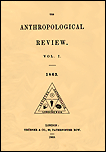 THE
ANTHROPOLOGICAL
REVIEW.
VOL. I.
1863.
LONDON:
TRÜBNER & CO., 60, PATERNOSTER ROW.
1863.